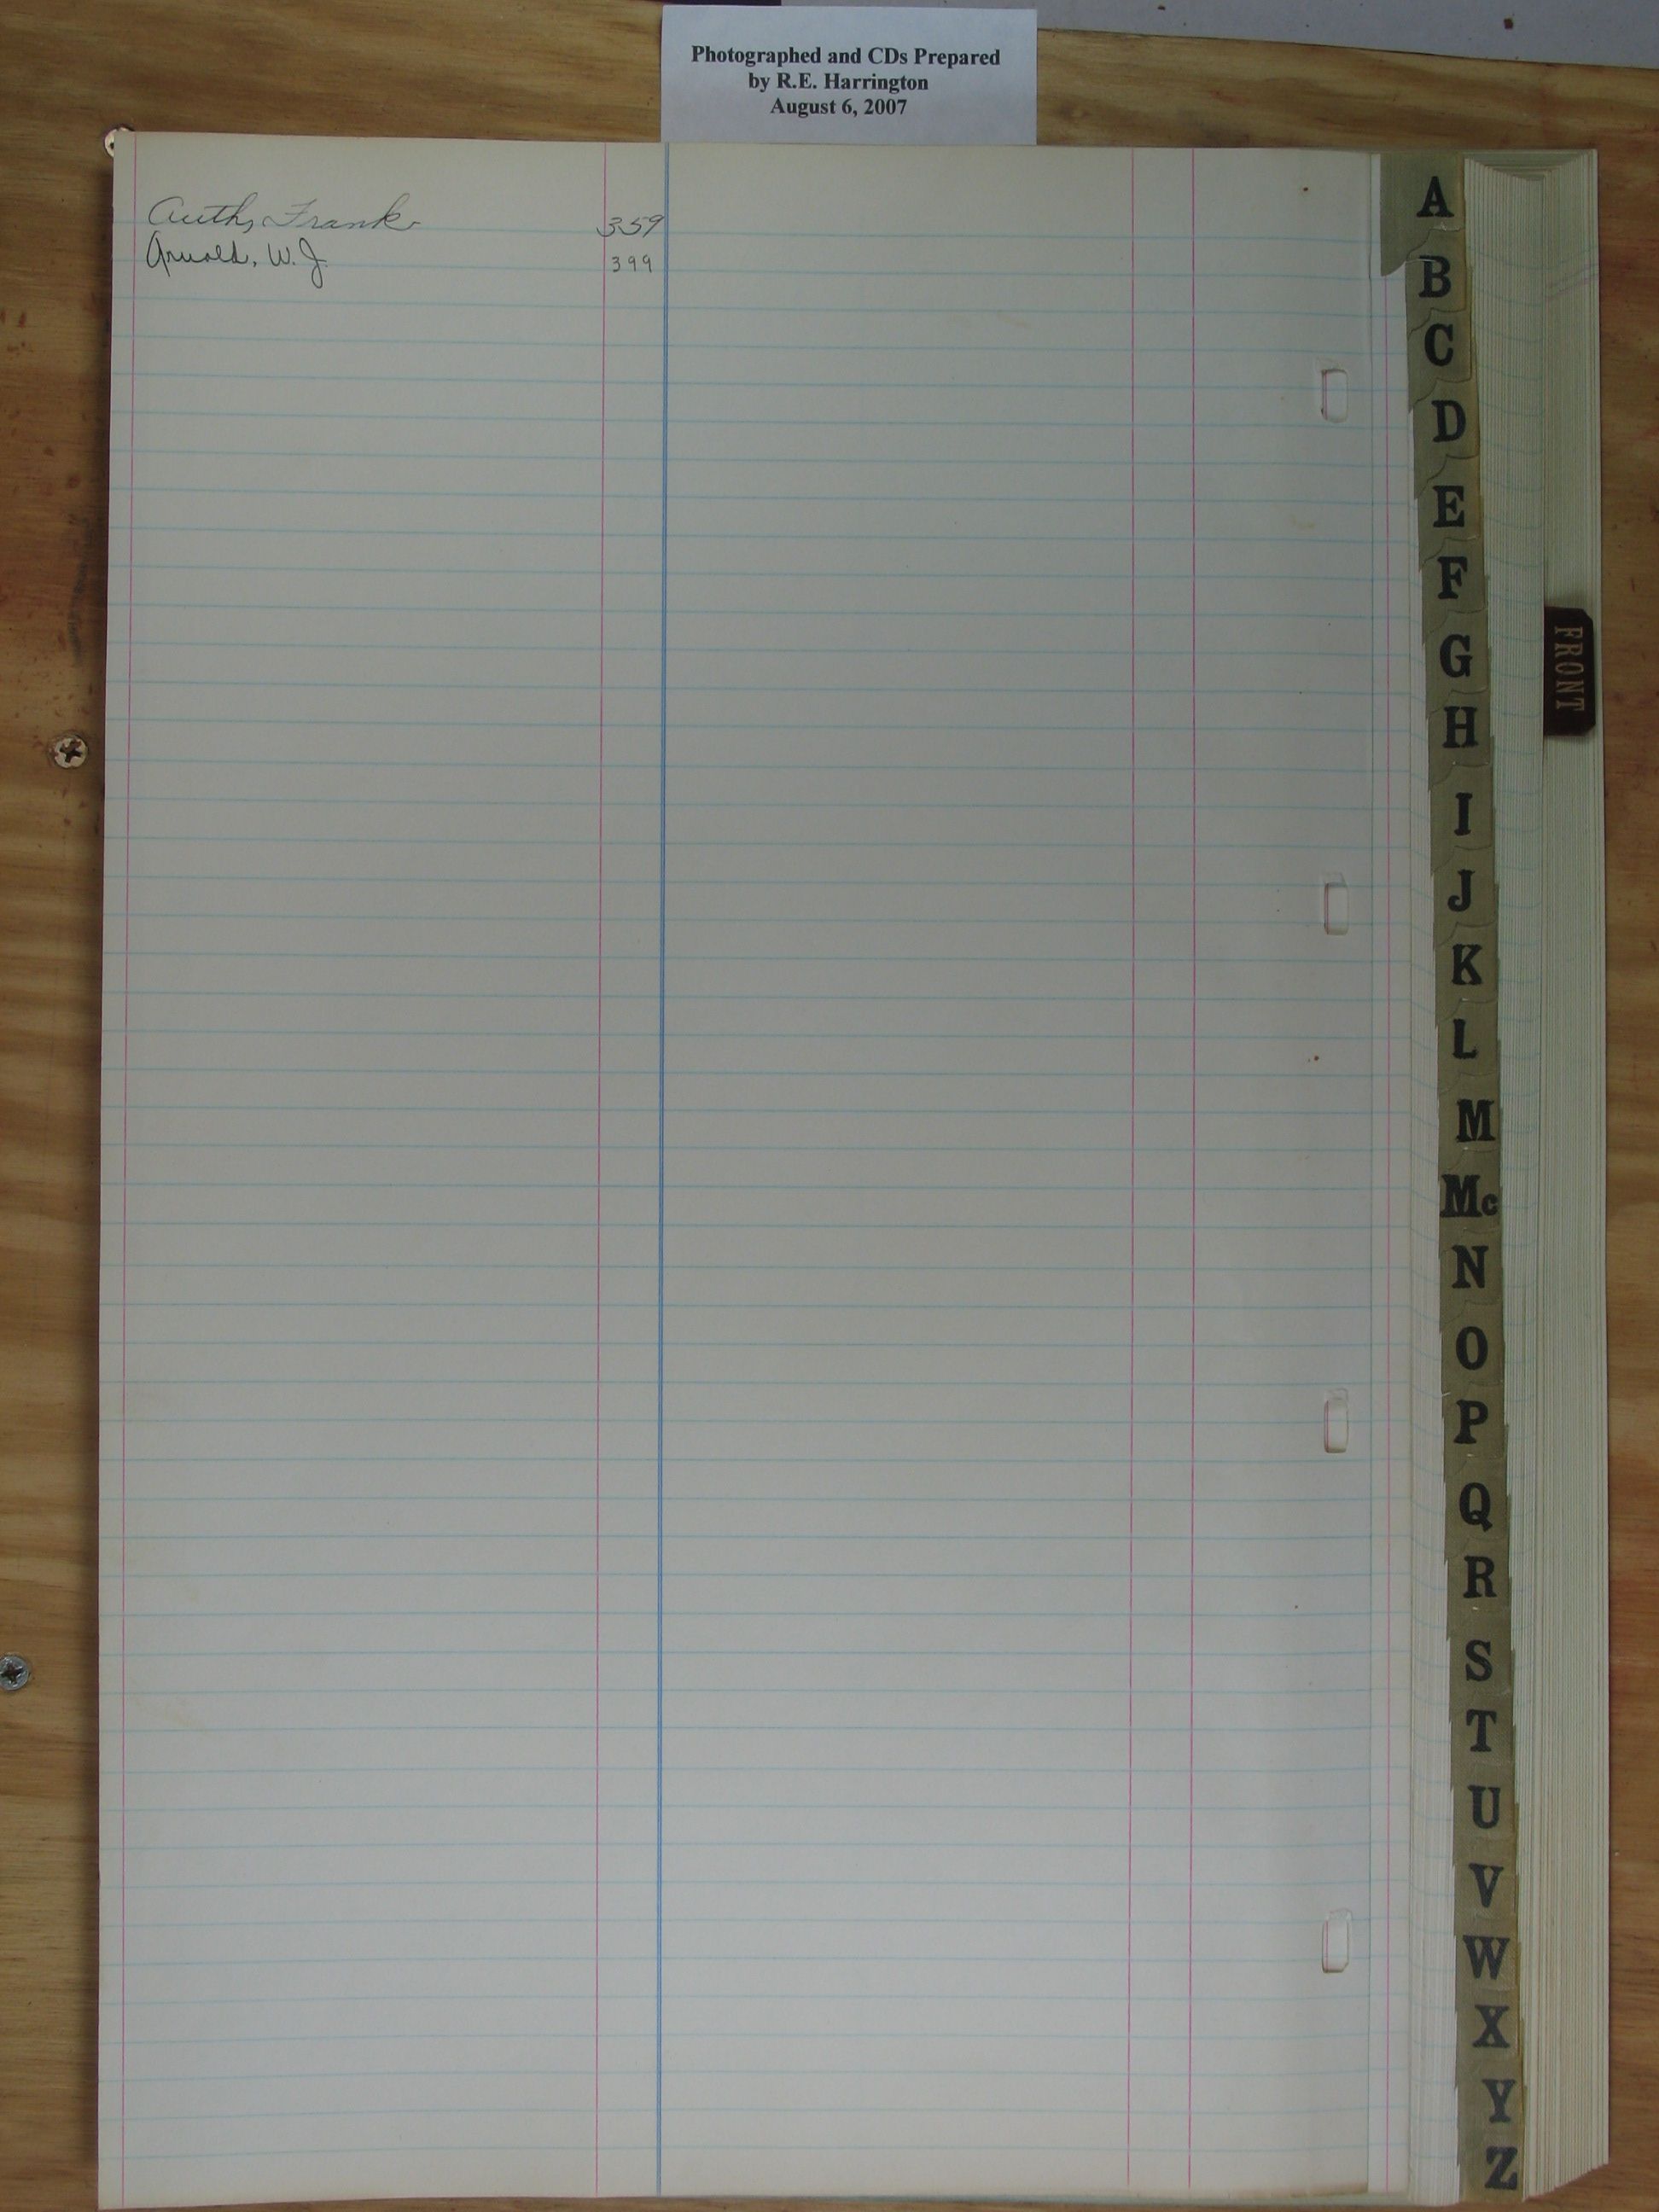 Photographed and CDs Prepared
by R.E. Harrington
August 6, 2007
Auth, Frank 359
Arnold, W. J. 399
A
B
C
D
E
F
G
H
I
J
K
L
M
Mc
N
O
P
Q
R
S
T
U
V
W
X
Y
Z
FRONT